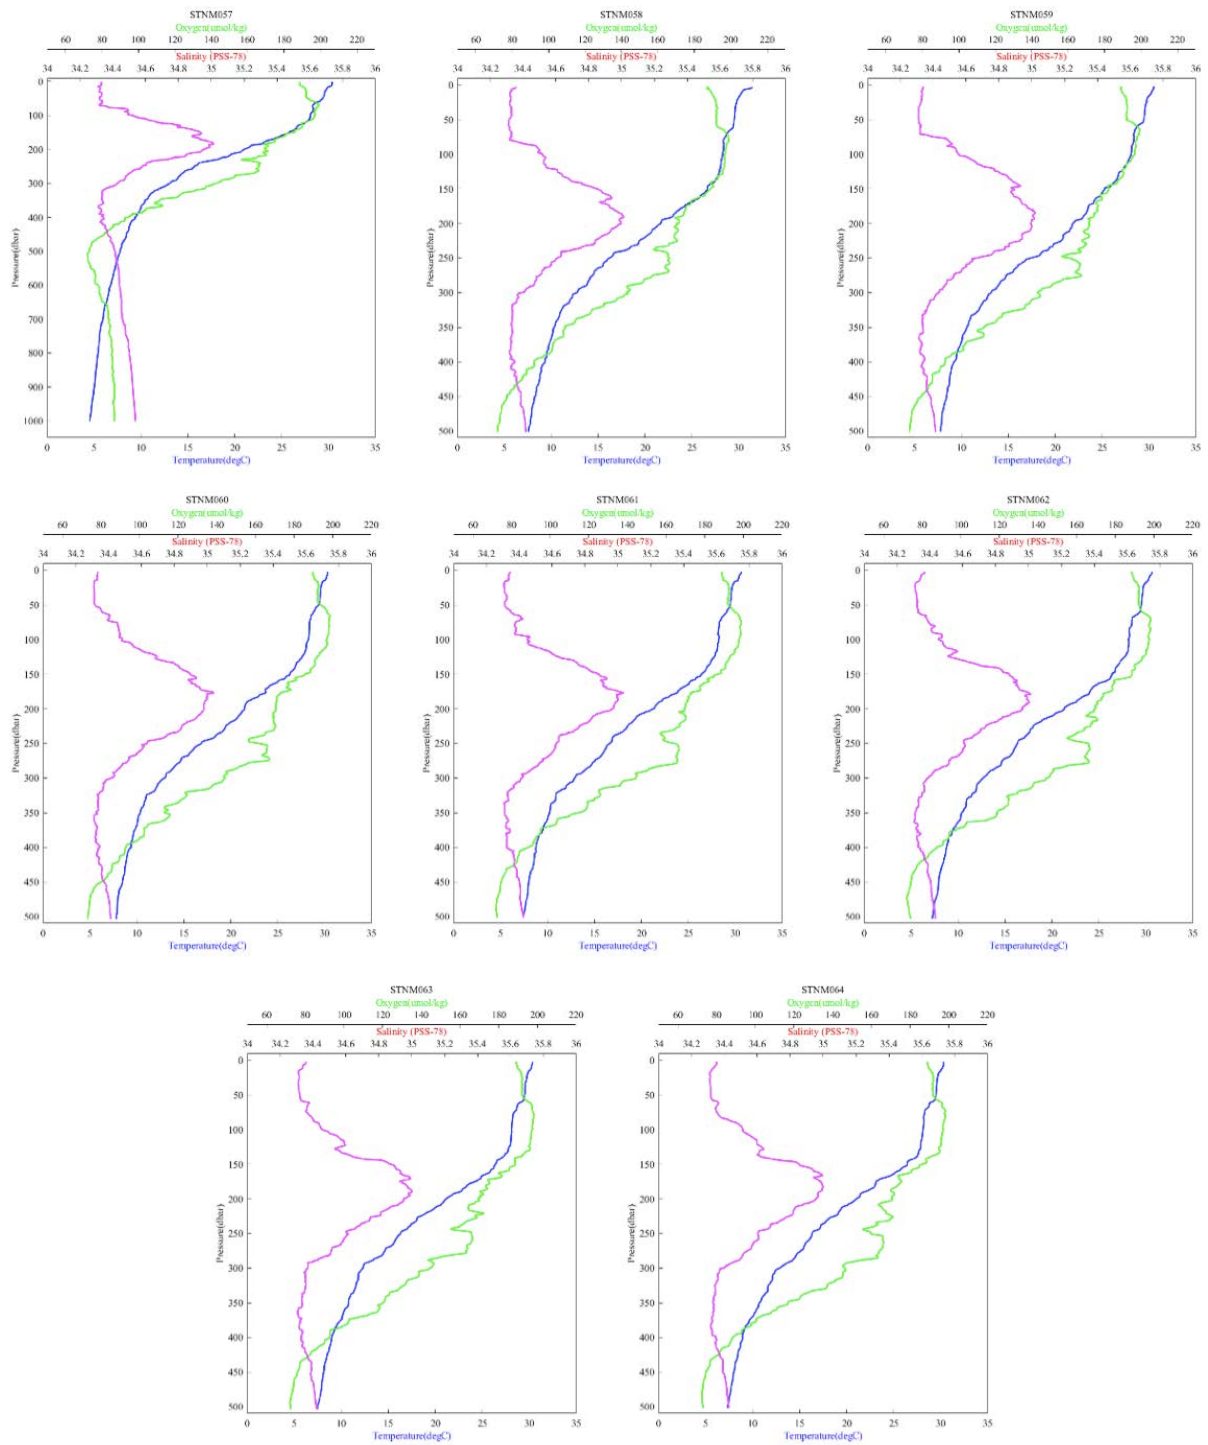 STNM057
Oxygen(umol/kg)
60 80 100 120 140 160 180 200 220
Salinity (PSS-78)
34 34.2 34.4 34.6 34.8 35 35.2 35.4 35.6 35.8 36
0
100
200
300
400
500
600
700
800
900
1000
Pressure(dbar)
0 5 10 15 20 25 30 35
Temperature(degC)
STNM058
Oxygen(umol/kg)
60 80 100 120 140 160 180 200 220
Salinity (PSS-78)
34 34.2 34.4 34.6 34.8 35 35.2 35.4 35.6 35.8 36
0
50
100
150
200
250
300
350
400
450
500
Pressure(dbar)
0 5 10 15 20 25 30 35
Temperature(degC)
STNM059
Oxygen(umol/kg)
60 80 100 120 140 160 180 200 220
Salinity (PSS-78)
34 34.2 34.4 34.6 34.8 35 35.2 35.4 35.6 35.8 36
0
50
100
150
200
250
300
350
400
450
500
Pressure(dbar)
0 5 10 15 20 25 30 35
Temperature(degC)
STNM060
Oxygen(umol/kg)
60 80 100 120 140 160 180 200 220
Salinity (PSS-78)
34 34.2 34.4 34.6 34.8 35 35.2 35.4 35.6 35.8 36
0
50
100
150
200
250
300
350
400
450
500
Pressure(dbar)
0 5 10 15 20 25 30 35
Temperature(degC)
STNM061
Oxygen(umol/kg)
60 80 100 120 140 160 180 200 220
Salinity (PSS-78)
34 34.2 34.4 34.6 34.8 35 35.2 35.4 35.6 35.8 36
0
50
100
150
200
250
300
350
400
450
500
Pressure(dbar)
0 5 10 15 20 25 30 35
Temperature(degC)
STNM062
Oxygen(umol/kg)
60 80 100 120 140 160 180 200 220
Salinity (PSS-78)
34 34.2 34.4 34.6 34.8 35 35.2 35.4 35.6 35.8 36
0
50
100
150
200
250
300
350
400
450
500
Pressure(dbar)
0 5 10 15 20 25 30 35
Temperature(degC)
STNM063
Oxygen(umol/kg)
60 80 100 120 140 160 180 200 220
Salinity (PSS-78)
34 34.2 34.4 34.6 34.8 35 35.2 35.4 35.6 35.8 36
0
50
100
150
200
250
300
350
400
450
500
Pressure(dbar)
0 5 10 15 20 25 30 35
Temperature(degC)
STNM064
Oxygen(umol/kg)
60 80 100 120 140 160 180 200 220
Salinity (PSS-78)
34 34.2 34.4 34.6 34.8 35 35.2 35.4 35.6 35.8 36
0
50
100
150
200
250
300
350
400
450
500
Pressure(dbar)
0 5 10 15 20 25 30 35
Temperature(degC)